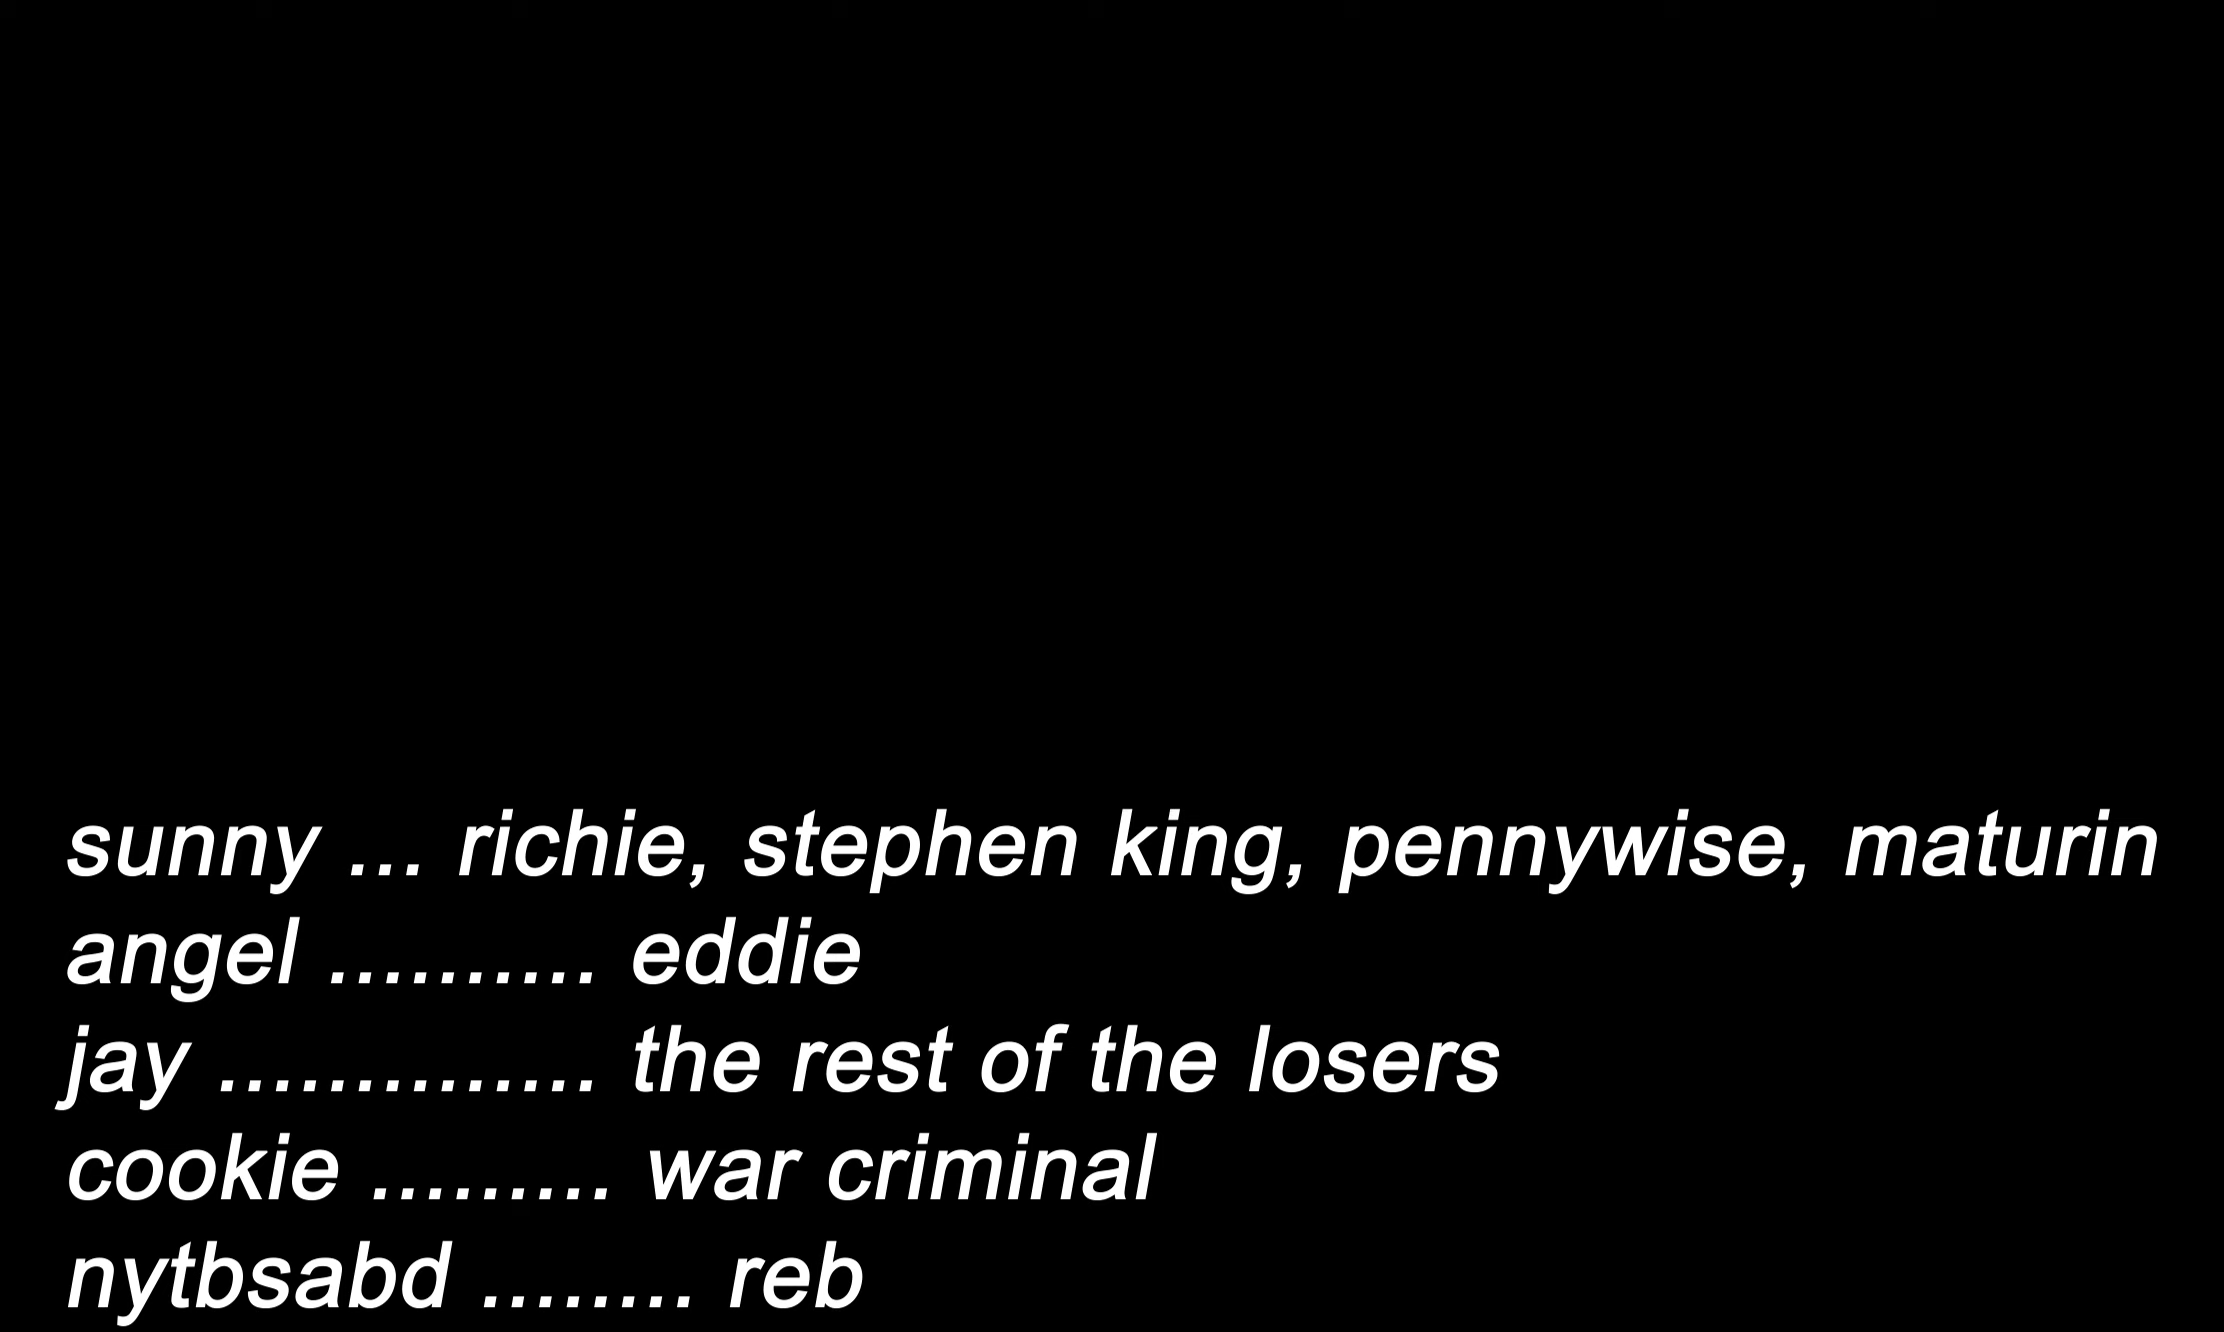 sunny ... richie, stephen king, pennywise, maturin
angel .......... eddie
jay .............. the rest of the losers
cookie ......... war criminal
nytbsabd ........ reb